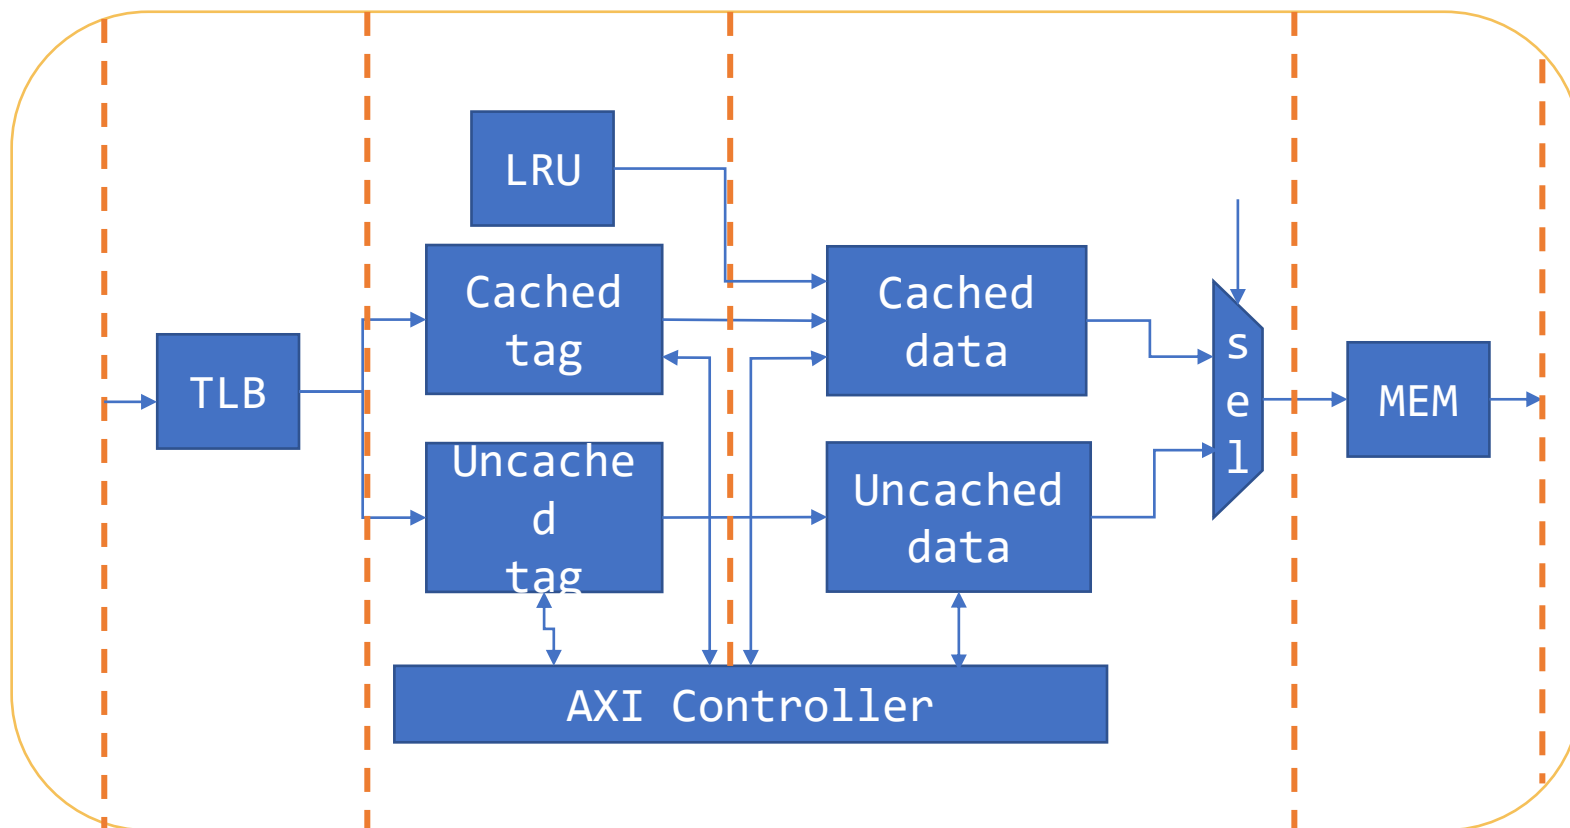 LRU
Cached
tag
Cached
data
TLB
s
e
l
MEM
Uncache
d
tag
Uncached
data
AXI Controller